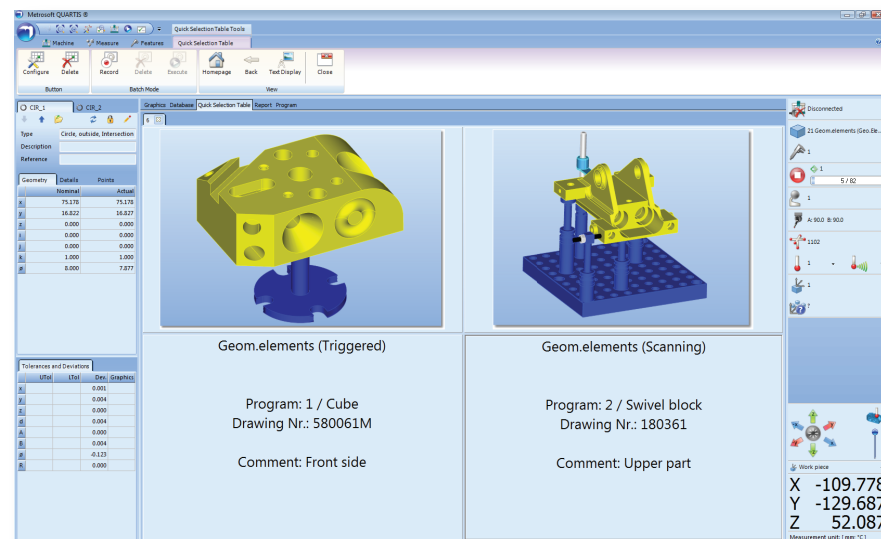 Metrosoft QUARTIS ®
Quick Selection Table Tools
Machine Measure Features Quick Selection Table
Configure Delete Record Delete Execute Homepage Back Text Display Close
Button Batch Mode View
CIR_1 CIR_2
Type Circle, outside, Intersection
Description
Reference
Geometry Details Points
Nominal Actual
x 75.178 75.178
y 16.822 16.827
z 0.000 0.000
i 0.000 0.000
j 0.000 0.000
k 1.000 1.000
ø 8.000 7.877
Tolerances and Deviations
UTol LTol Dev. Graphics
x 0.001
y 0.004
z 0.000
d 0.004
A 0.000
B 0.004
ø -0.123
R 0.000
Graphics Database Quick Selection Table Report Program
Geom.elements (Triggered)
Program: 1 / Cube
Drawing Nr.: 580061M
Comment: Front side
Geom.elements (Scanning)
Program: 2 / Swivel block
Drawing Nr.: 180361
Comment: Upper part
Disconnected
21 Geom.elements (Geo.Ele...
1
1
5 / 82
1
A: 90.0 B: 90.0
1102
1
1
?
Work piece
X -109.778
Y -129.687
Z 52.087
Measurement unit: [ mm; °C ]